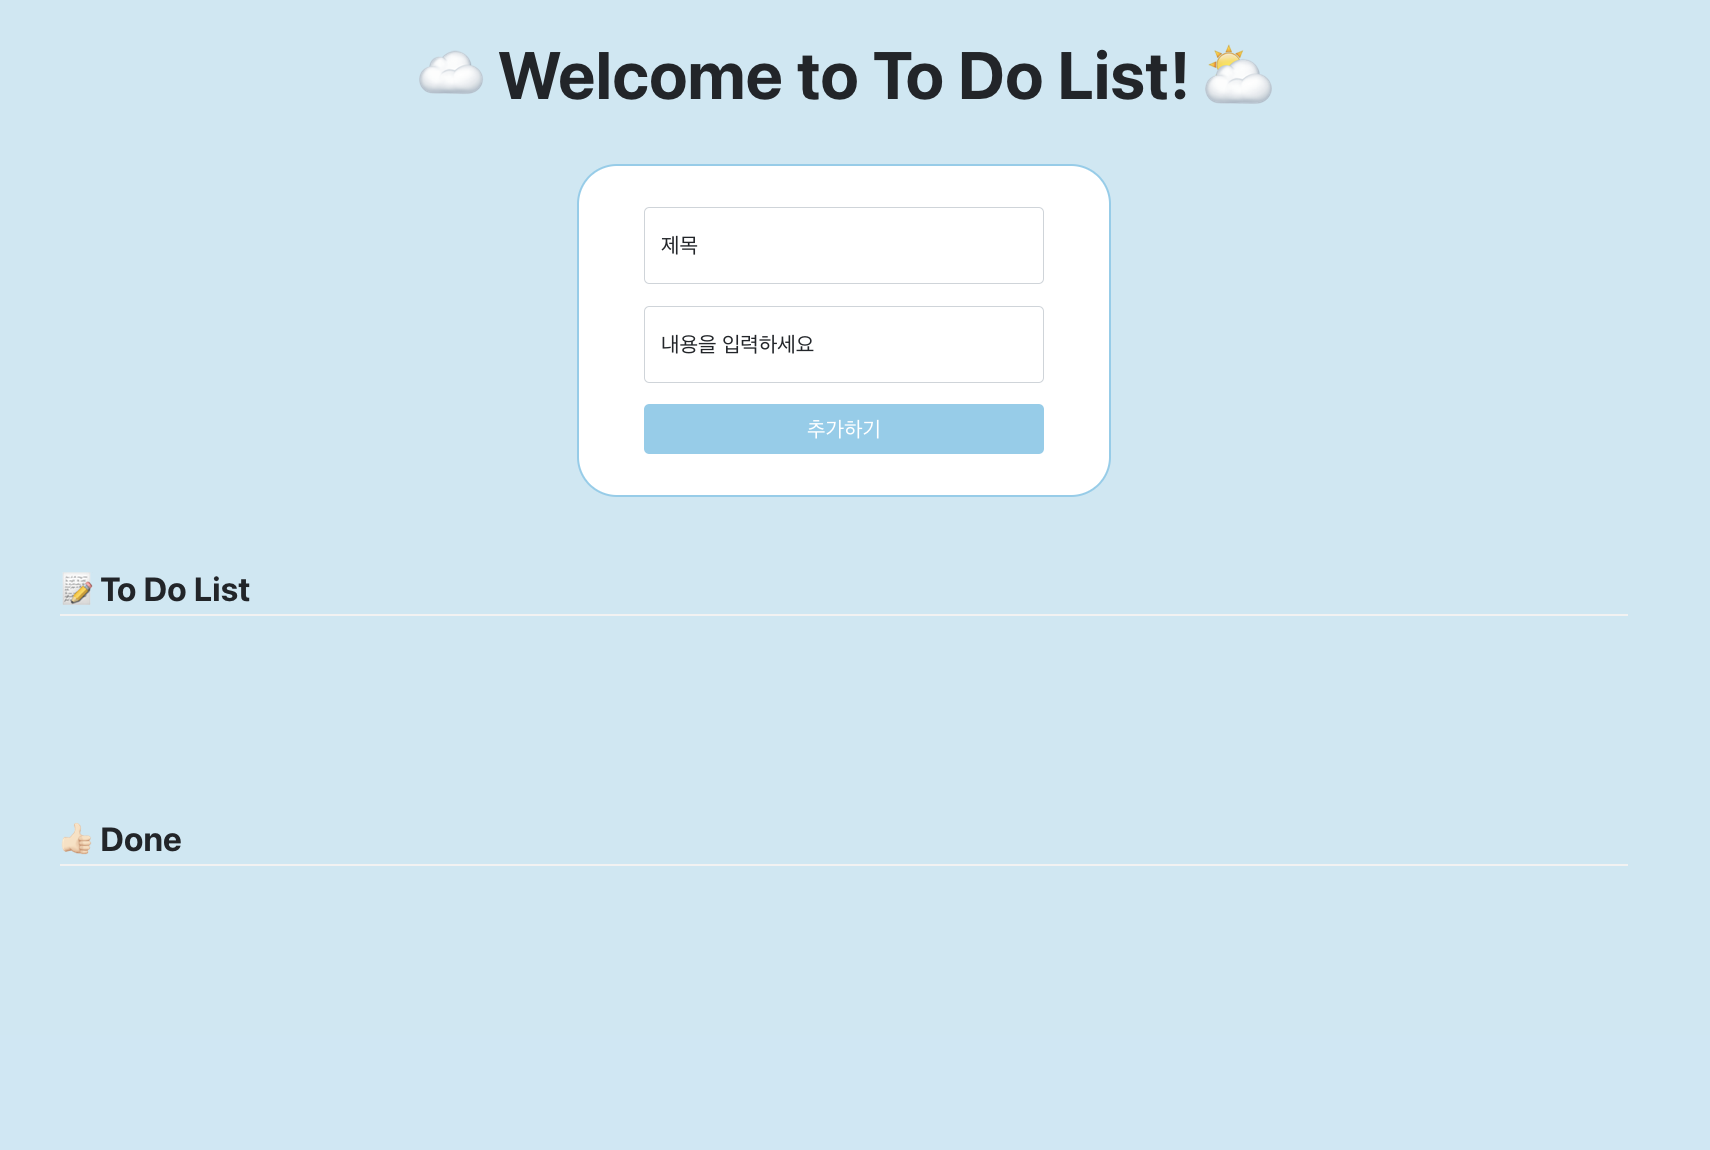 ☁️ Welcome to To Do List! 🌤️
제목
내용을 입력하세요
추가하기
📝 To Do List
👍🏻 Done